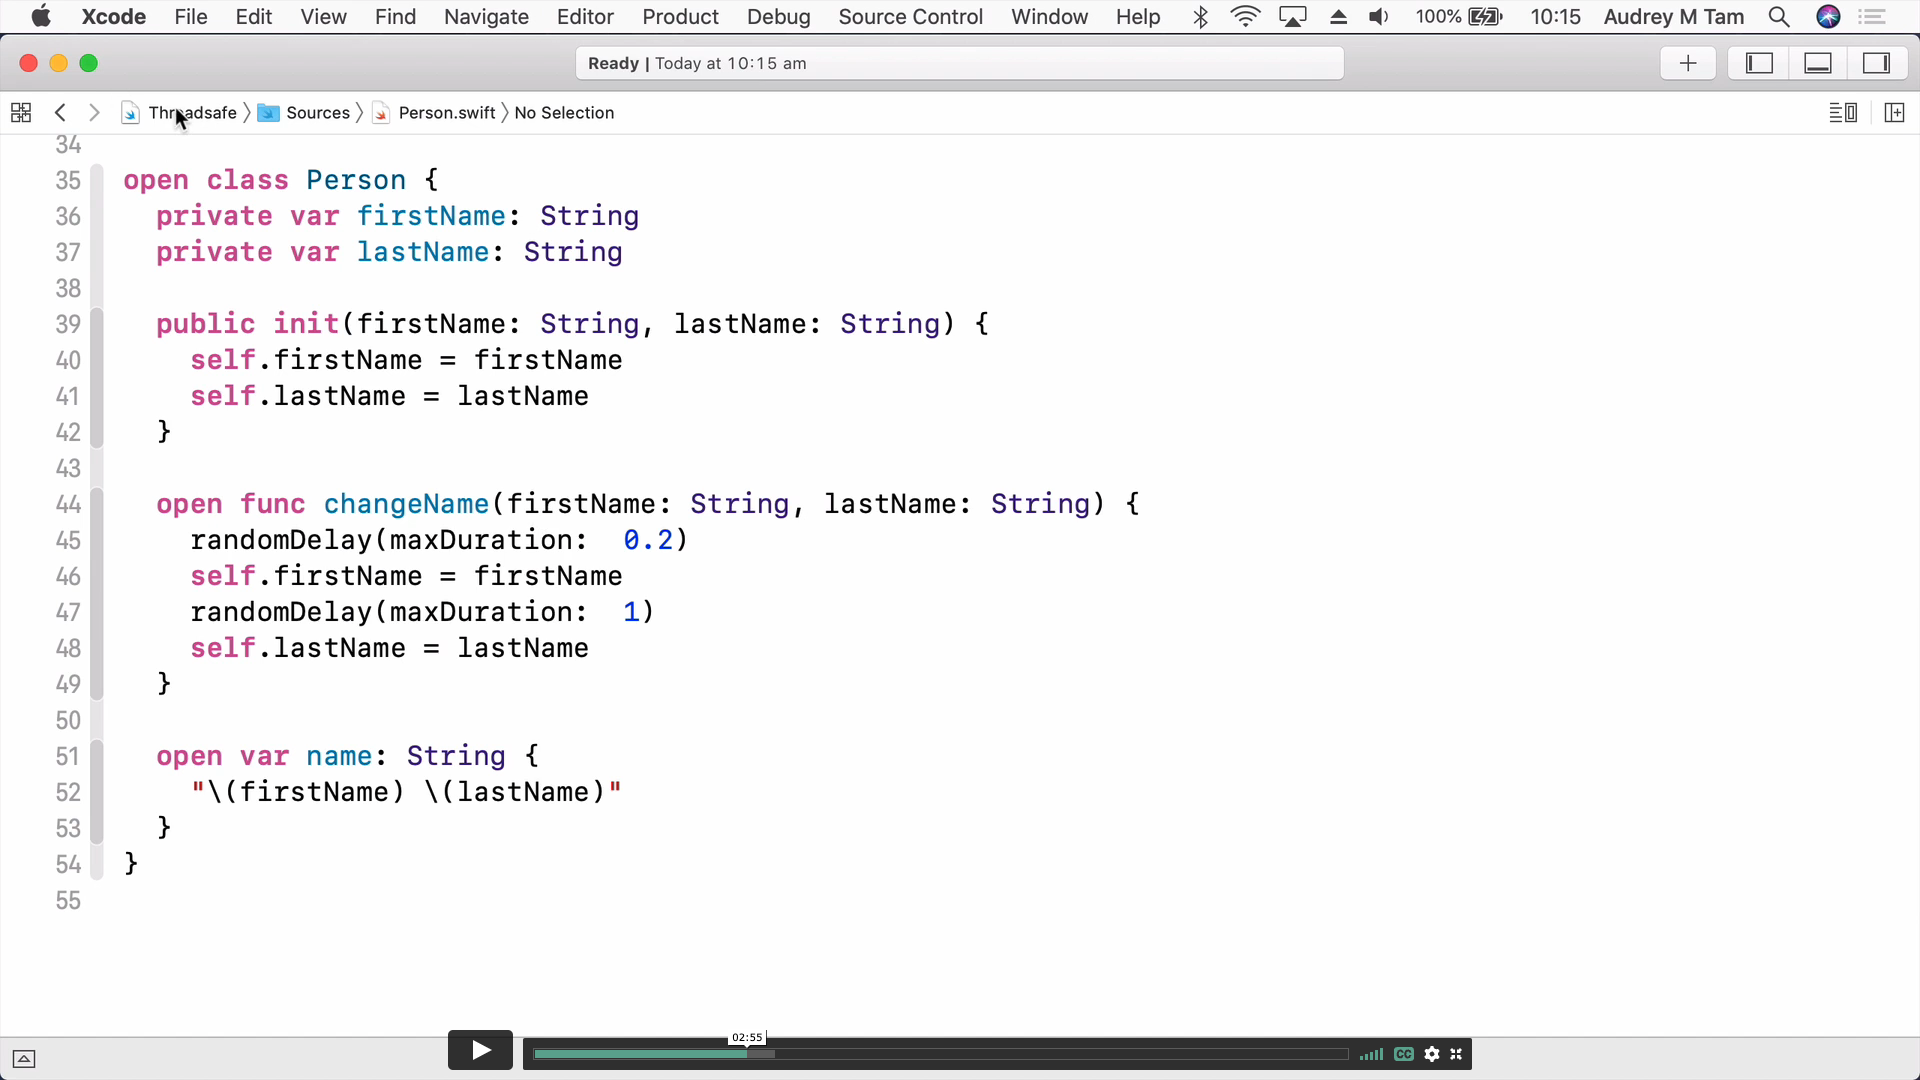 Xcode File Edit View Find Navigate Editor Product Debug Source Control Window Help 100% 10:15 Audrey M Tam
Ready | Today at 10:15 am
Threadsafe Sources Person.swift No Selection
34
35 open class Person {
36 private var firstName: String
37 private var lastName: String
38
39 public init(firstName: String, lastName: String) {
40 self.firstName = firstName
41 self.lastName = lastName
42 }
43
44 open func changeName(firstName: String, lastName: String) {
45 randomDelay(maxDuration:  0.2)
46 self.firstName = firstName
47 randomDelay(maxDuration:  1)
48 self.lastName = lastName
49 }
50
51 open var name: String {
52 "\(firstName) \(lastName)"
53 }
54 }
55
02:55
CC